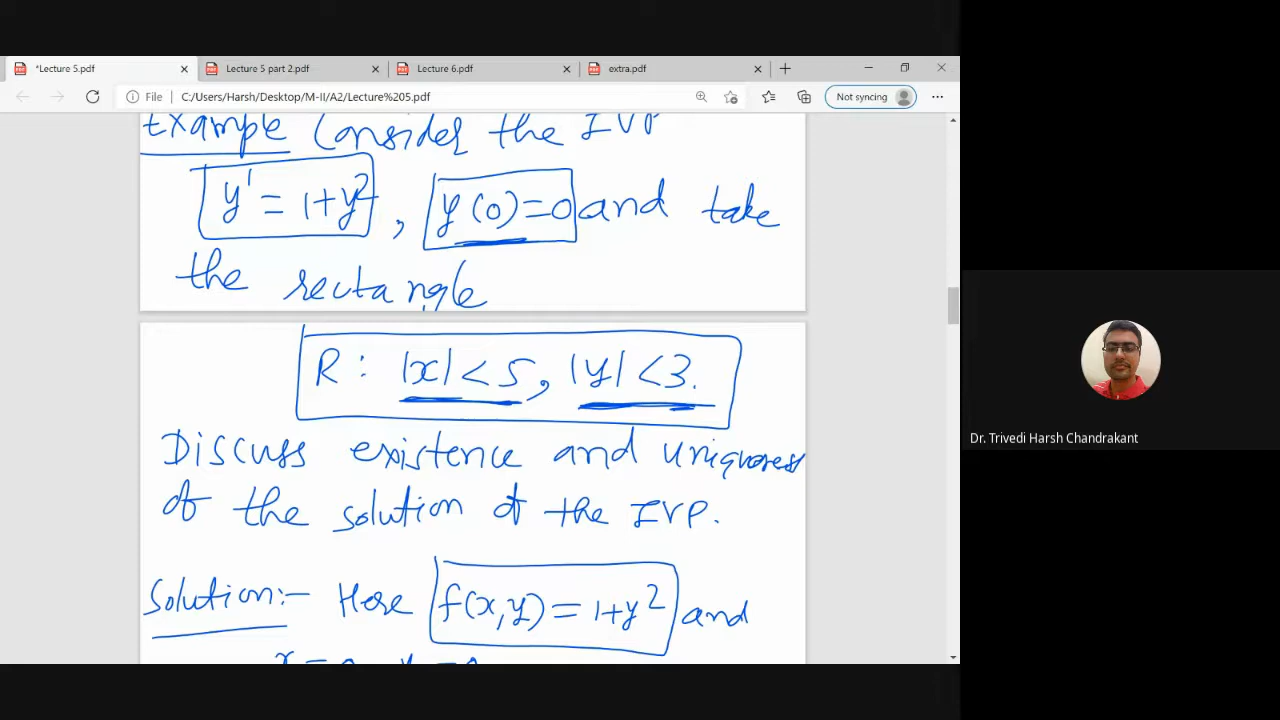 *Lecture 5.pdf
Lecture 5 part 2.pdf
Lecture 6.pdf
extra.pdf
File
C:/Users/Harsh/Desktop/M-II/A2/Lecture%205.pdf
Not syncing
Example Consider the IVP
y' = 1+y², y(0)=0 and take
the rectangle
R: |x| < 5, |y| < 3.
Discuss existence and
of the solution of the IVP.
Solution:- Here f(x,y) = 1+y² and
Dr. Trivedi Harsh Chandrakant